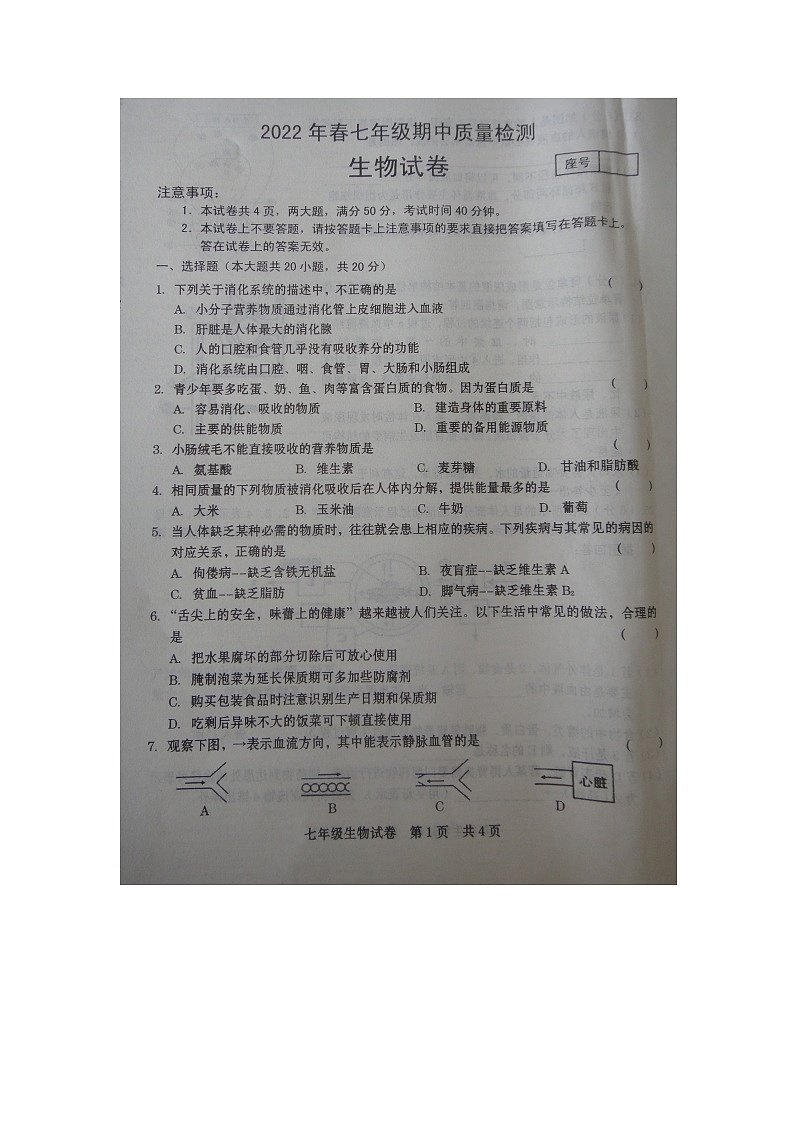 2022年春七年级期中质量检测
生物试卷
座号
注意事项：
1. 本试卷共4页，两大题，满分50分，考试时间40分钟。
2. 本试卷上不要答题，请按答题卡上注意事项的要求直接把答案填写在答题卡上。
答在试卷上的答案无效。
一、选择题（本大题共20小题，共20分）
1. 下列关于消化系统的描述中，不正确的是 （ ）
A. 小分子营养物质通过消化管上皮细胞进入血液
B. 肝脏是人体最大的消化腺
C. 人的口腔和食管几乎没有吸收养分的功能
D. 消化系统由口腔、咽、食管、胃、大肠和小肠组成
2. 青少年要多吃蛋、奶、鱼、肉等富含蛋白质的食物。因为蛋白质是 （ ）
A. 容易消化、吸收的物质 B. 建造身体的重要原料
C. 主要的供能物质 D. 重要的备用能源物质
3. 小肠绒毛不能直接吸收的营养物质是 （ ）
A. 氨基酸 B. 维生素 C. 麦芽糖 D. 甘油和脂肪酸
4. 相同质量的下列物质被消化吸收后在人体内分解，提供能量最多的是 （ ）
A. 大米 B. 玉米油 C. 牛奶 D. 葡萄
5. 当人体缺乏某种必需的物质时，往往就会患上相应的疾病。下列疾病与其常见的病因的
对应关系，正确的是 （ ）
A. 佝偻病--缺乏含铁无机盐 B. 夜盲症--缺乏维生素A
C. 贫血--缺乏脂肪 D. 脚气病--缺乏维生素B₂
6. “舌尖上的安全，味蕾上的健康”越来越被人们关注。以下生活中常见的做法，合理的
是 （ ）
A. 把水果腐坏的部分切除后可放心使用
B. 腌制泡菜为延长保质期可多加些防腐剂
C. 购买包装食品时注意识别生产日期和保质期
D. 吃剩后异味不大的饭菜可下顿直接使用
7. 观察下图，→表示血流方向，其中能表示静脉血管的是 （ ）
心脏
A B C D
七年级生物试卷 第1页 共4页